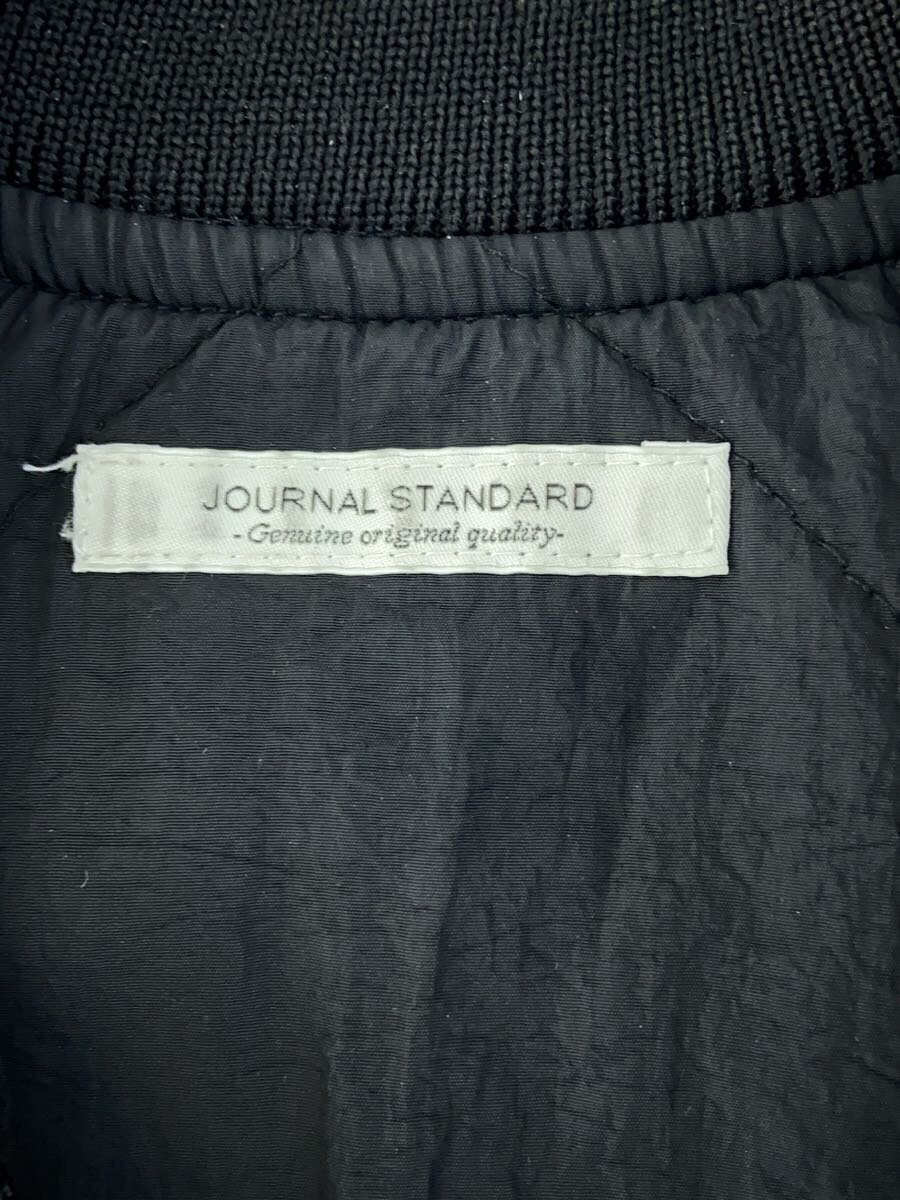 JOURNAL STANDARD
-Genuine original quality-